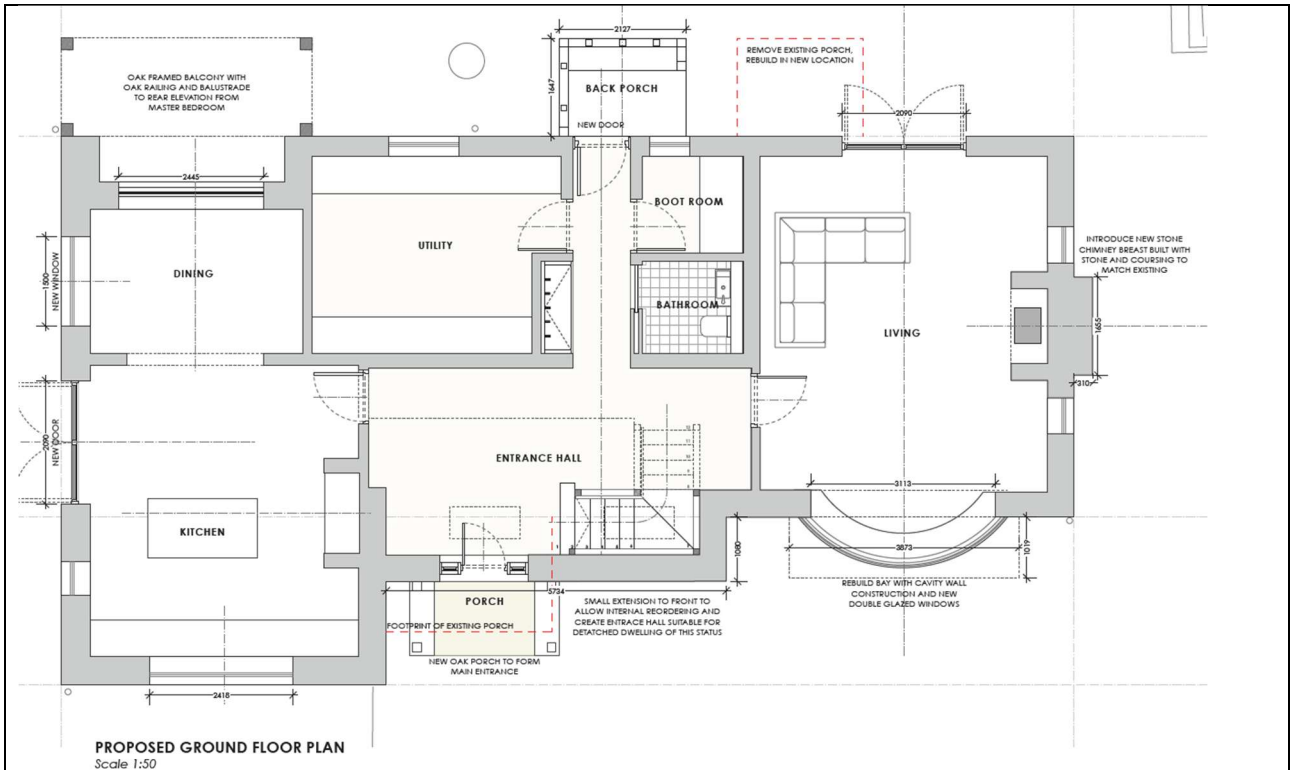 2127
1647
BACK PORCH
NEW DOOR
OAK FRAMED BALCONY WITH
OAK RAILING AND BALUSTRADE
TO REAR ELEVATION FROM
MASTER BEDROOM
REMOVE EXISTING PORCH,
REBUILD IN NEW LOCATION
2090
2445
BOOT ROOM
UTILITY
DINING
1500
NEW WINDOW
BATHROOM
LIVING
INTRODUCE NEW STONE
CHIMNEY BREAST BUILT WITH
STONE AND COURSING TO
MATCH EXISTING
1655
310
2090
NEW DOOR
ENTRANCE HALL
KITCHEN
3113
3873
1019
1080
REBUILD BAY WITH CAVITY WALL
CONSTRUCTION AND NEW
DOUBLE GLAZED WINDOWS
5734
PORCH
FOOTPRINT OF EXISTING PORCH
SMALL EXTENSION TO FRONT TO
ALLOW INTERNAL REORDERING AND
CREATE ENTRACE HALL SUITABLE FOR
DETATCHED DWELLING OF THIS STATUS
NEW OAK PORCH TO FORM
MAIN ENTRANCE
2418
PROPOSED GROUND FLOOR PLAN
Scale 1:50